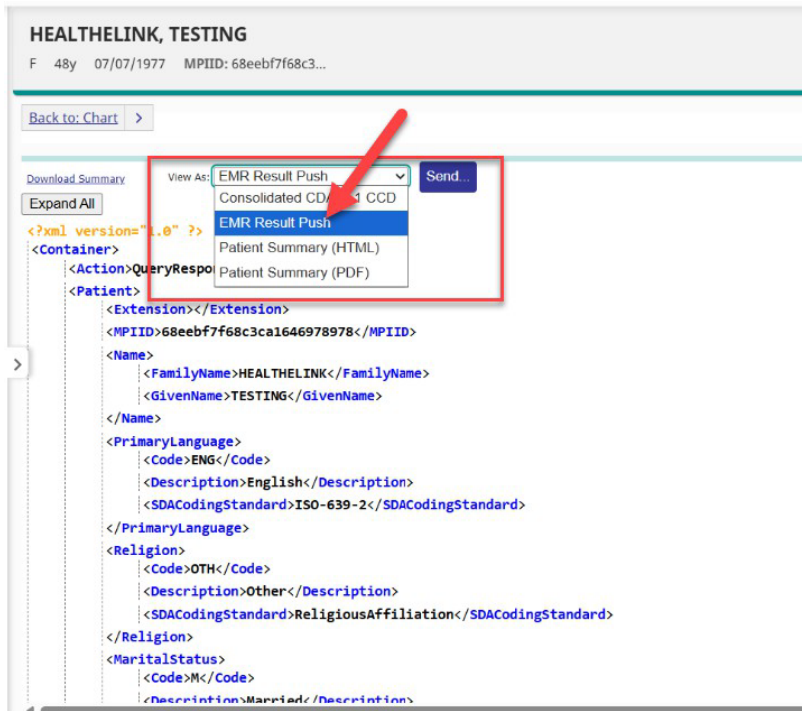 HEALTHELINK, TESTING
F 48y 07/07/1977 MPIID: 68eebf7f68c3...
Back to: Chart >
Download Summary View As: EMR Result Push Send...
Expand All
Consolidated CDA 1 CCD
EMR Result Push
Patient Summary (HTML)
Patient Summary (PDF)
<?xml version="1.0" ?>
<Container>
<Action>QueryRespon
<Patient>
<Extension></Extension>
<MPIID>68eebf7f68c3ca1646978978</MPIID>
<Name>
<FamilyName>HEALTHELINK</FamilyName>
<GivenName>TESTING</GivenName>
</Name>
<PrimaryLanguage>
<Code>ENG</Code>
<Description>English</Description>
<SDACodingStandard>ISO-639-2</SDACodingStandard>
</PrimaryLanguage>
<Religion>
<Code>OTH</Code>
<Description>Other</Description>
<SDACodingStandard>ReligiousAffiliation</SDACodingStandard>
</Religion>
<MaritalStatus>
<Code>M</Code>
<Description>Married</Description>